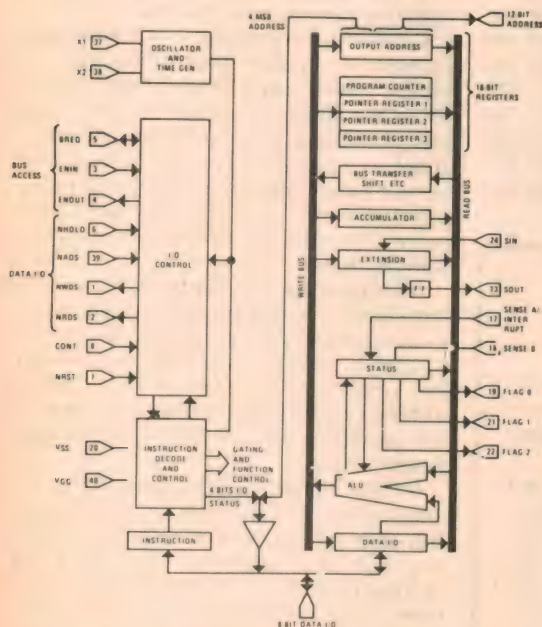 4 MSB
ADDRESS
12 BIT
ADDRESS
X1 37
X2 38
OSCILLATOR
AND
TIME GEN
OUTPUT ADDRESS
PROGRAM COUNTER
POINTER REGISTER 1
POINTER REGISTER 2
POINTER REGISTER 3
16-BIT
REGISTERS
BUS
ACCESS
BREQ 5
ENIN 3
ENOUT 4
DATA I/O
NHOLD 6
NADS 39
NWDS 1
NRDS 2
CONT 8
NRST 7
I/O
CONTROL
BUS TRANSFER
SHIFT, ETC
ACCUMULATOR
EXTENSION
F F
WRITE BUS
READ BUS
24 SIN
23 SOUT
17 SENSE A/
INTER
RUPT
18 SENSE B
STATUS
19 FLAG 0
21 FLAG 1
22 FLAG 2
VSS 20
VGG 40
INSTRUCTION
DECODE
AND
CONTROL
GATING
AND
FUNCTION
CONTROL
4 BITS I/O
STATUS
ALU
INSTRUCTION
DATA I/O
8 BIT DATA I/O